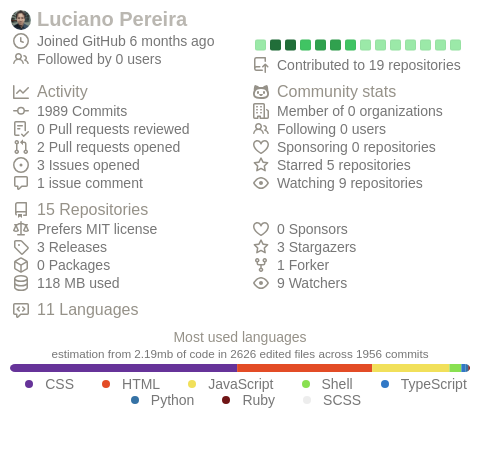 Luciano Pereira
Joined GitHub 6 months ago
Followed by 0 users
Contributed to 19 repositories
Activity
1989 Commits
0 Pull requests reviewed
2 Pull requests opened
3 Issues opened
1 issue comment
Community stats
Member of 0 organizations
Following 0 users
Sponsoring 0 repositories
Starred 5 repositories
Watching 9 repositories
15 Repositories
Prefers MIT license
3 Releases
0 Packages
118 MB used
0 Sponsors
3 Stargazers
1 Forker
9 Watchers
11 Languages
Most used languages
estimation from 2.19mb of code in 2626 edited files across 1956 commits
CSS HTML JavaScript Shell TypeScript
Python Ruby SCSS